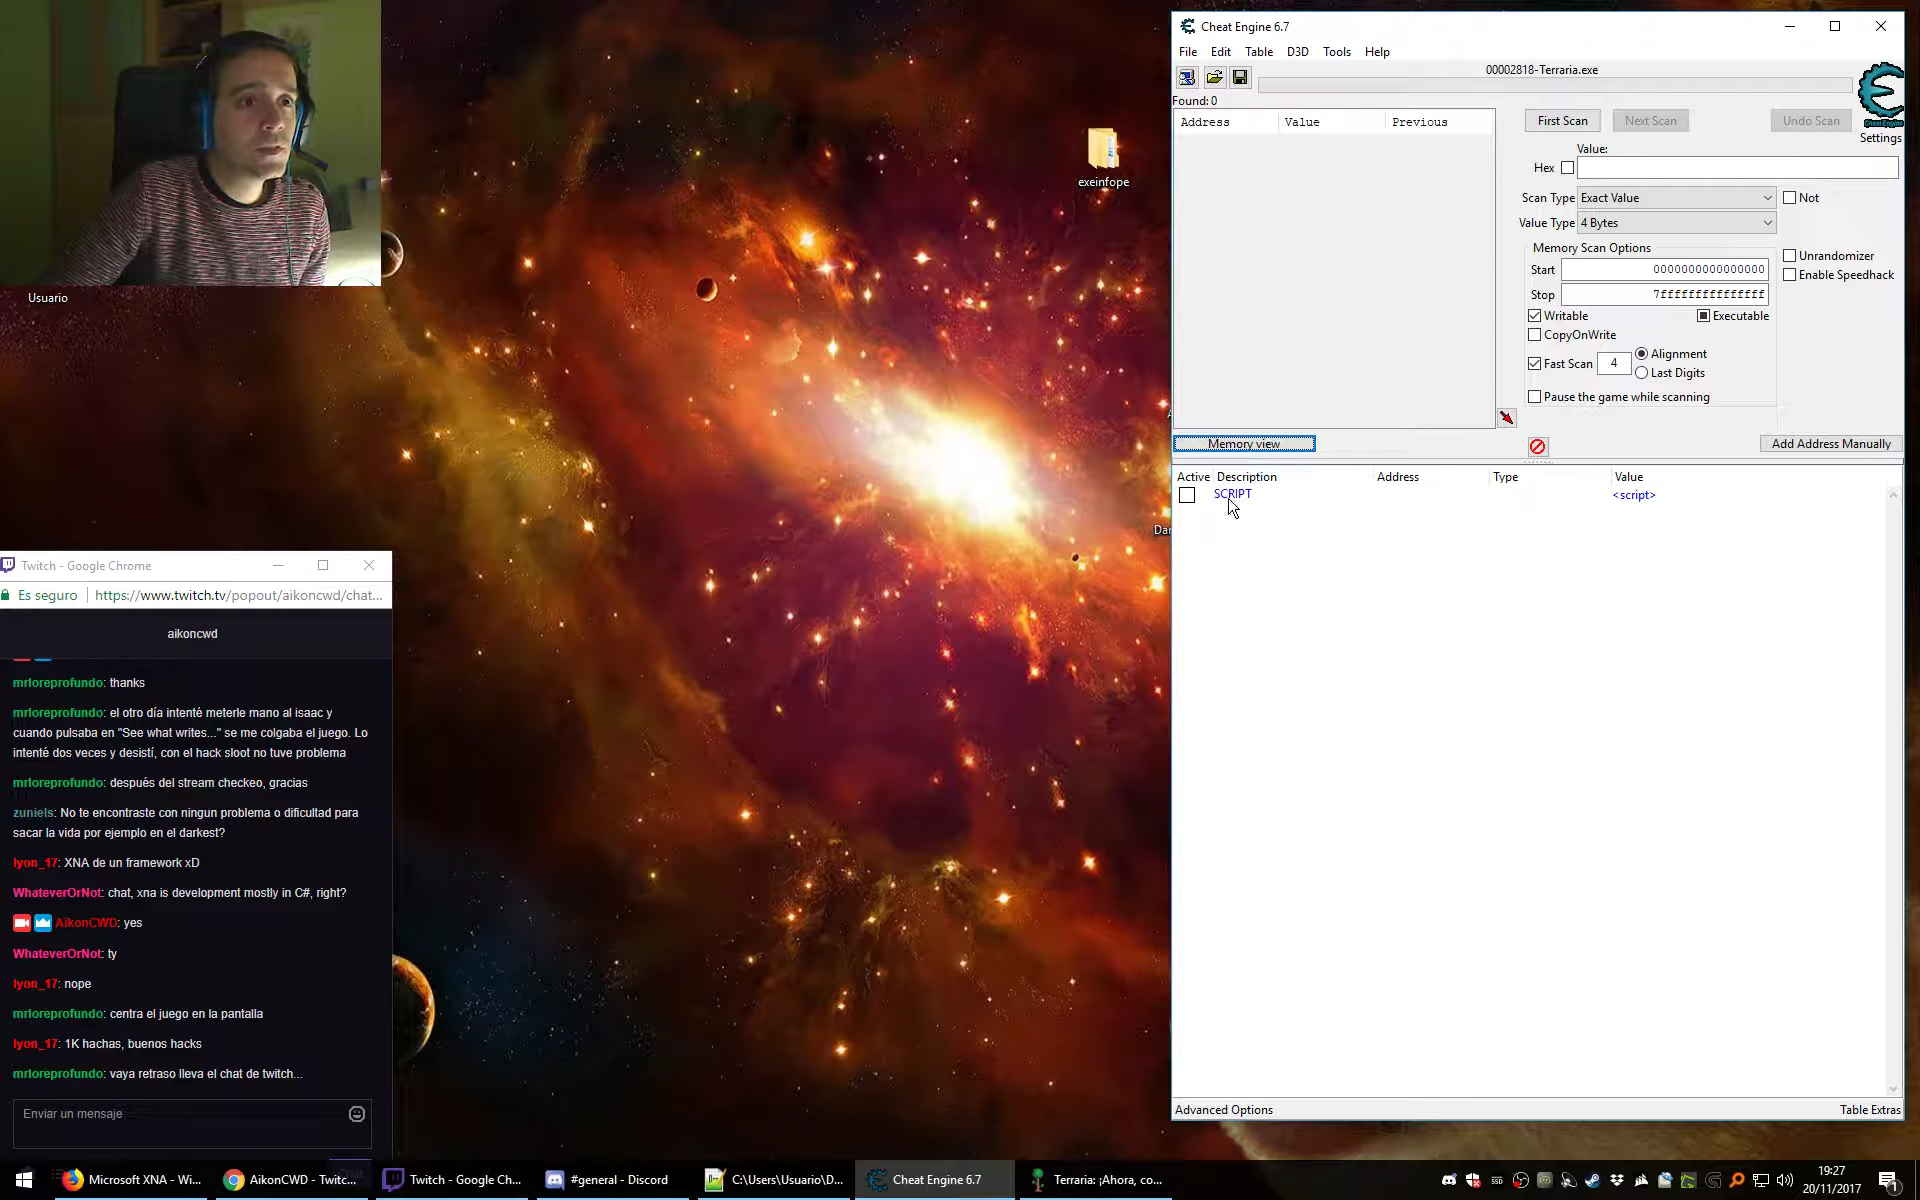 Usuario
exeinfope
Dar
Twitch - Google Chrome
Es seguro
https://www.twitch.tv/popout/aikoncwd/chat...
aikoncwd
mrloreprofundo: thanks
mrloreprofundo: el otro día intenté meterle mano al isaac y
cuando pulsaba en "See what writes..." se me colgaba el juego. Lo
intenté dos veces y desistí, con el hack sloot no tuve problema
mrloreprofundo: después del stream checkeo, gracias
zuniels: No te encontraste con ningun problema o dificultad para
sacar la vida por ejemplo en el darkest?
lyon_17: XNA de un framework xD
WhateverOrNot: chat, xna is development mostly in C#, right?
AikonCWD: yes
WhateverOrNot: ty
lyon_17: nope
mrloreprofundo: centra el juego en la pantalla
lyon_17: 1K hachas, buenos hacks
mrloreprofundo: vaya retraso lleva el chat de twitch...
Enviar un mensaje
Cheat Engine 6.7
File Edit Table D3D Tools Help
00002818-Terraria.exe
Found: 0
Address Value Previous
First Scan Next Scan Undo Scan
Settings
Value:
Hex
Scan Type Exact Value Not
Value Type 4 Bytes
Memory Scan Options
Start 0000000000000000
Stop 7fffffffffffffff
Unrandomizer
Enable Speedhack
Writable Executable
CopyOnWrite
Fast Scan 4 Alignment
Last Digits
Pause the game while scanning
Memory view Add Address Manually
Active Description Address Type Value
SCRIPT <script>
Advanced Options Table Extras
Microsoft XNA - Wi...
AikonCWD - Twitc...
Twitch - Google Ch...
#general - Discord
C:\Users\Usuario\D...
Cheat Engine 6.7
Terraria: ¡Ahora, co...
19:27
20/11/2017